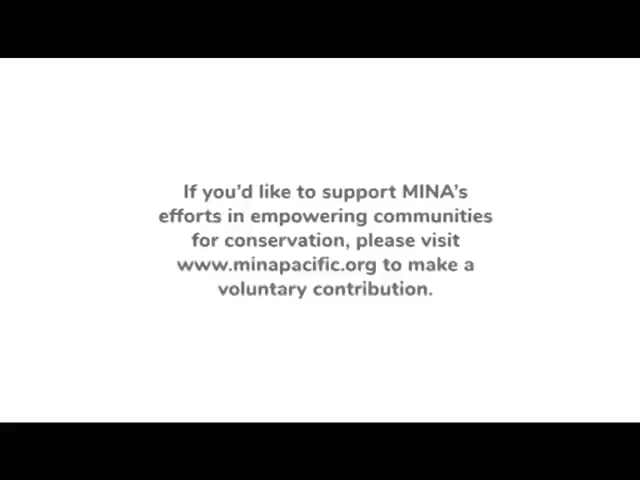 If you'd like to support MINA's
efforts in empowering communities
for conservation, please visit
www.minapacific.org to make a
voluntary contribution.